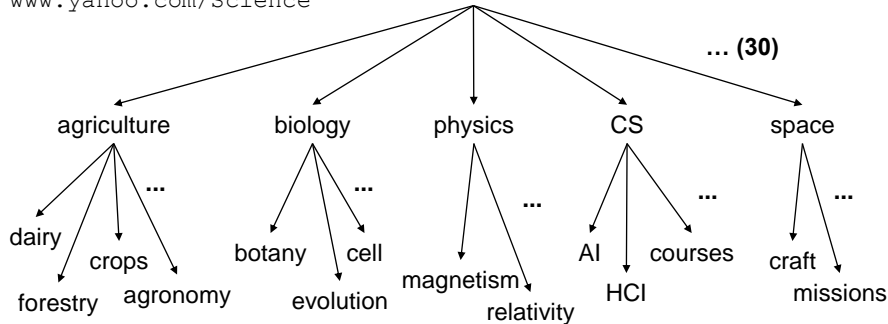 www.yahoo.com/Science
... (30)
agriculture biology physics CS space
... ... ... ... ...
dairy crops forestry agronomy
botany cell evolution
magnetism relativity
AI HCI courses
craft missions